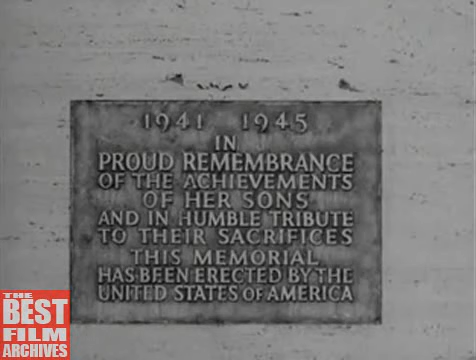 1941 1945
IN
PROUD REMEMBRANCE
OF THE ACHIEVEMENTS
OF HER SONS
AND IN HUMBLE TRIBUTE
TO THEIR SACRIFICES
THIS MEMORIAL
HAS BEEN ERECTED BY THE
UNITED STATES OF AMERICA
THE
BEST
FILM
ARCHIVES